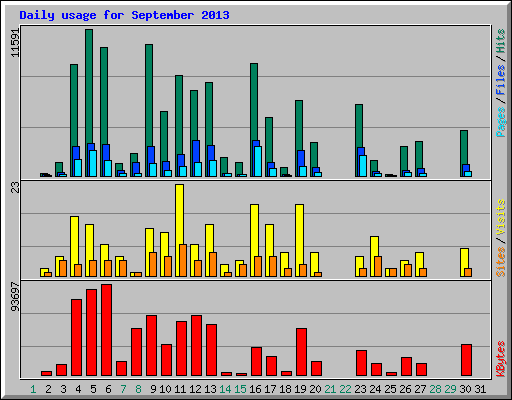 Daily usage for September 2013
11591
Pages / Files / Hits
23
Sites / Visits
93697
KBytes
1 2 3 4 5 6 7 8 9 10 11 12 13 14 15 16 17 18 19 20 21 22 23 24 25 26 27 28 29 30 31